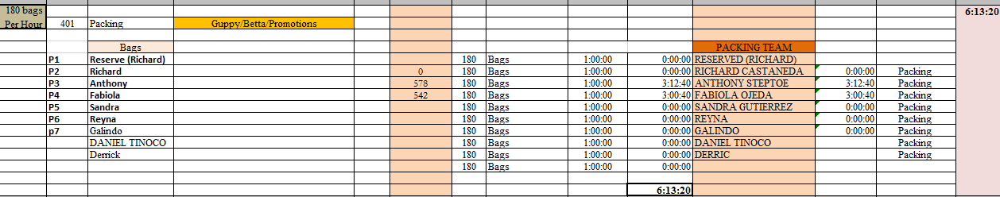 180 bags 6:13:20
Per Hour 401 Packing Guppy/Betta/Promotions
Bags PACKING TEAM
P1 Reserve (Richard) 180 Bags 1:00:00 0:00:00 RESERVED (RICHARD)
P2 Richard 0 180 Bags 1:00:00 0:00:00 RICHARD CASTANEDA 0:00:00 Packing
P3 Anthony 578 180 Bags 1:00:00 3:12:40 ANTHONY STEPTOE 3:12:40 Packing
P4 Fabiola 542 180 Bags 1:00:00 3:00:40 FABIOLA OJEDA 3:00:40 Packing
P5 Sandra 180 Bags 1:00:00 0:00:00 SANDRA GUTIERREZ 0:00:00 Packing
P6 Reyna 180 Bags 1:00:00 0:00:00 REYNA 0:00:00 Packing
p7 Galindo 180 Bags 1:00:00 0:00:00 GALINDO 0:00:00 Packing
DANIEL TINOCO 180 Bags 1:00:00 0:00:00 DANIEL TINOCO Packing
Derrick 180 Bags 1:00:00 0:00:00 DERRIC Packing
180 Bags 1:00:00 0:00:00
6:13:20